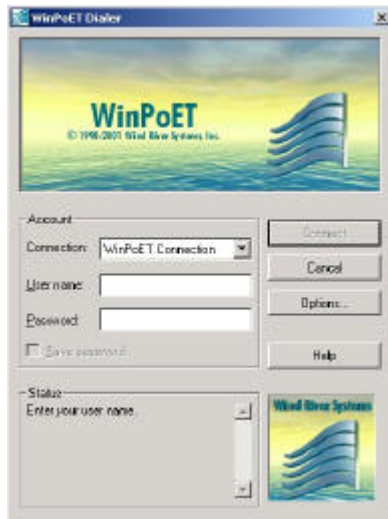 WinPoET Dialer
WinPoET
© 1998-2001 Wind River Systems, Inc.
Account
Connection:
WinPoET Connection
Connect
User name:
Cancel
Password:
Options...
Save password
Help
Status
Enter your user name.
Wind River Systems